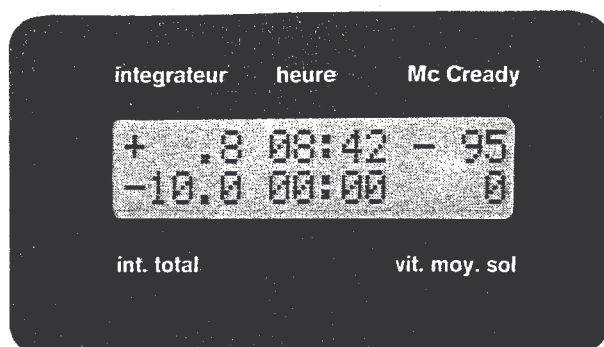 integrateur heure Mc Cready
+ .8 08:42 - 95
-10.0 00:00 0
int. total vit. moy. sol